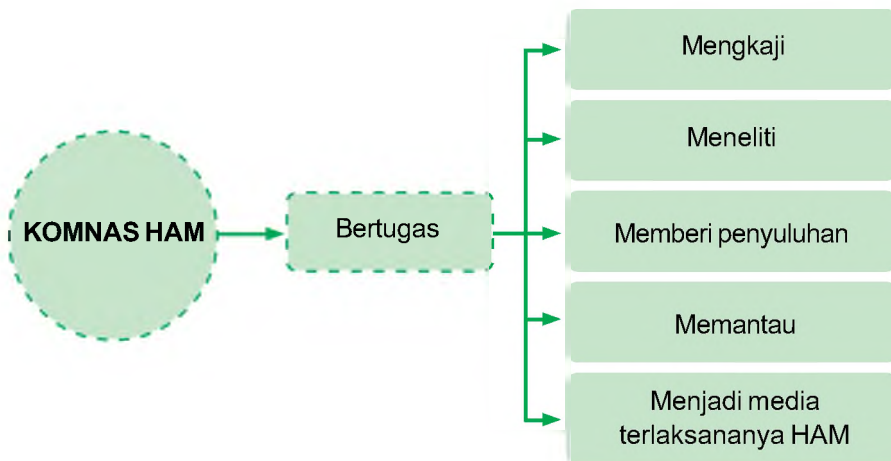 KOMNAS HAM
Bertugas
Mengkaji
Meneliti
Memberi penyuluhan
Memantau
Menjadi media
terlaksananya HAM